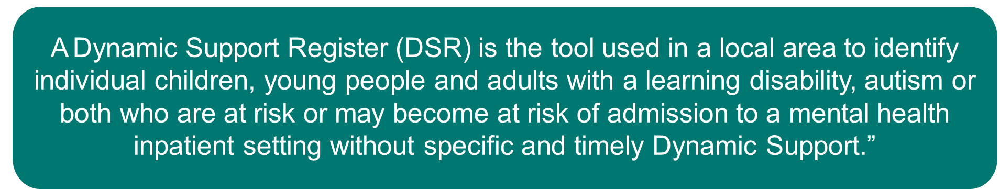 A Dynamic Support Register (DSR) is the tool used in a local area to identify
individual children, young people and adults with a learning disability, autism or
both who are at risk or may become at risk of admission to a mental health
inpatient setting without specific and timely Dynamic Support.”